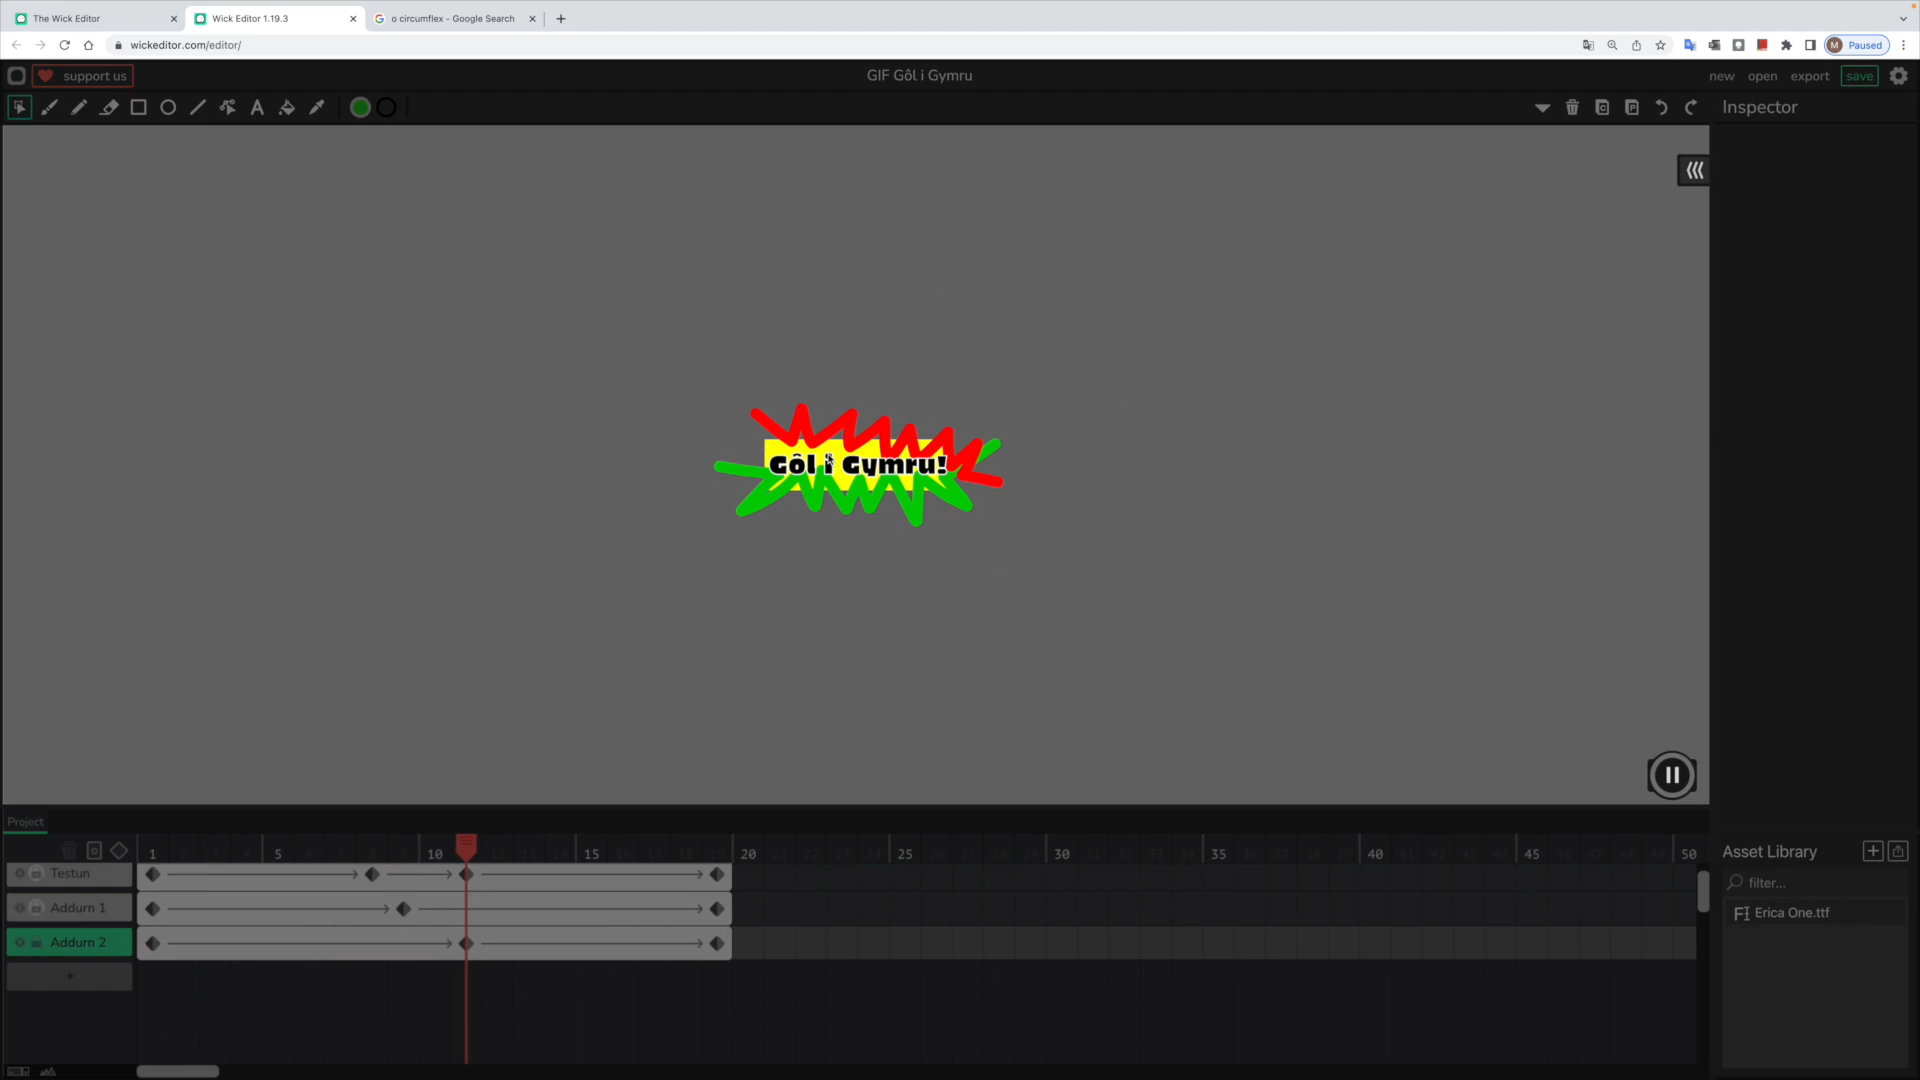 The Wick Editor
Wick Editor 1.19.3
o circumflex - Google Search
wickeditor.com/editor/
M Paused
support us
GIF Gôl i Gymru
new open export save
Inspector
Gôl i Gymru!
Project
1 5 10 15 20 25 30 35 40 45 50
Testun
Addurn 1
Addurn 2
Asset Library
filter...
Erica One.ttf